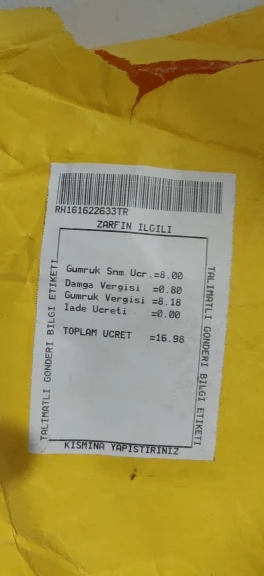 RH161622633TR
ZARFIN ILGILI
Gumruk Snm Ucr.=8.00
Damga Vergisi =0.80
Gumruk Vergisi =8.18
Iade Ucreti =0.00
TOPLAM UCRET =16.98
TALIMATLI GONDERI BILGI ETIKETI
TALIMATLI GONDERI BILGI ETIKETI
KISMINA YAPISTIRINIZ